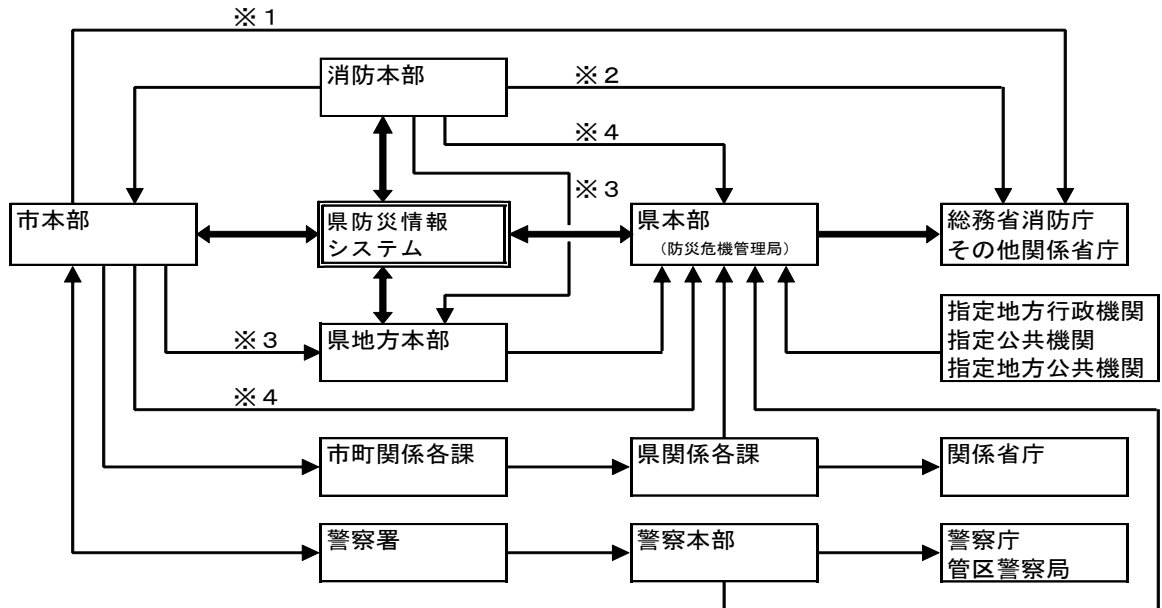 ※1
消防本部
※2
※4
※3
市本部
県防災情報
システム
県本部
(防災危機管理局)
総務省消防庁
その他関係省庁
※3
県地方本部
指定地方行政機関
指定公共機関
指定地方公共機関
※4
市町関係各課
県関係各課
関係省庁
警察署
警察本部
警察庁
管区警察局